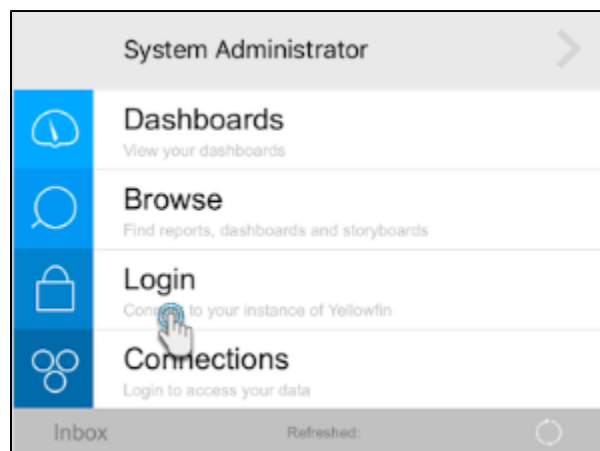 System Administrator
Dashboards
View your dashboards
Browse
Find reports, dashboards and storyboards
Login
to your instance of Yellowfin
Connections
Login to access your data
Inbox
Refreshed: